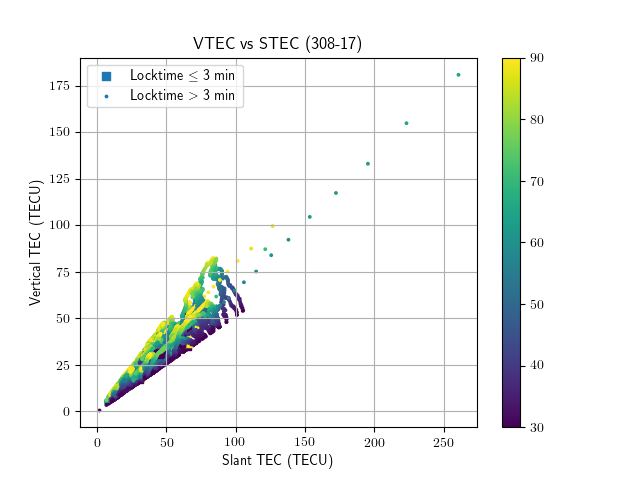 VTEC vs STEC (308-17)
Locktime ≤ 3 min
Locktime > 3 min
Vertical TEC (TECU)
175
150
125
100
75
50
25
0
0 50 100 150 200 250
Slant TEC (TECU)
90
80
70
60
50
40
30